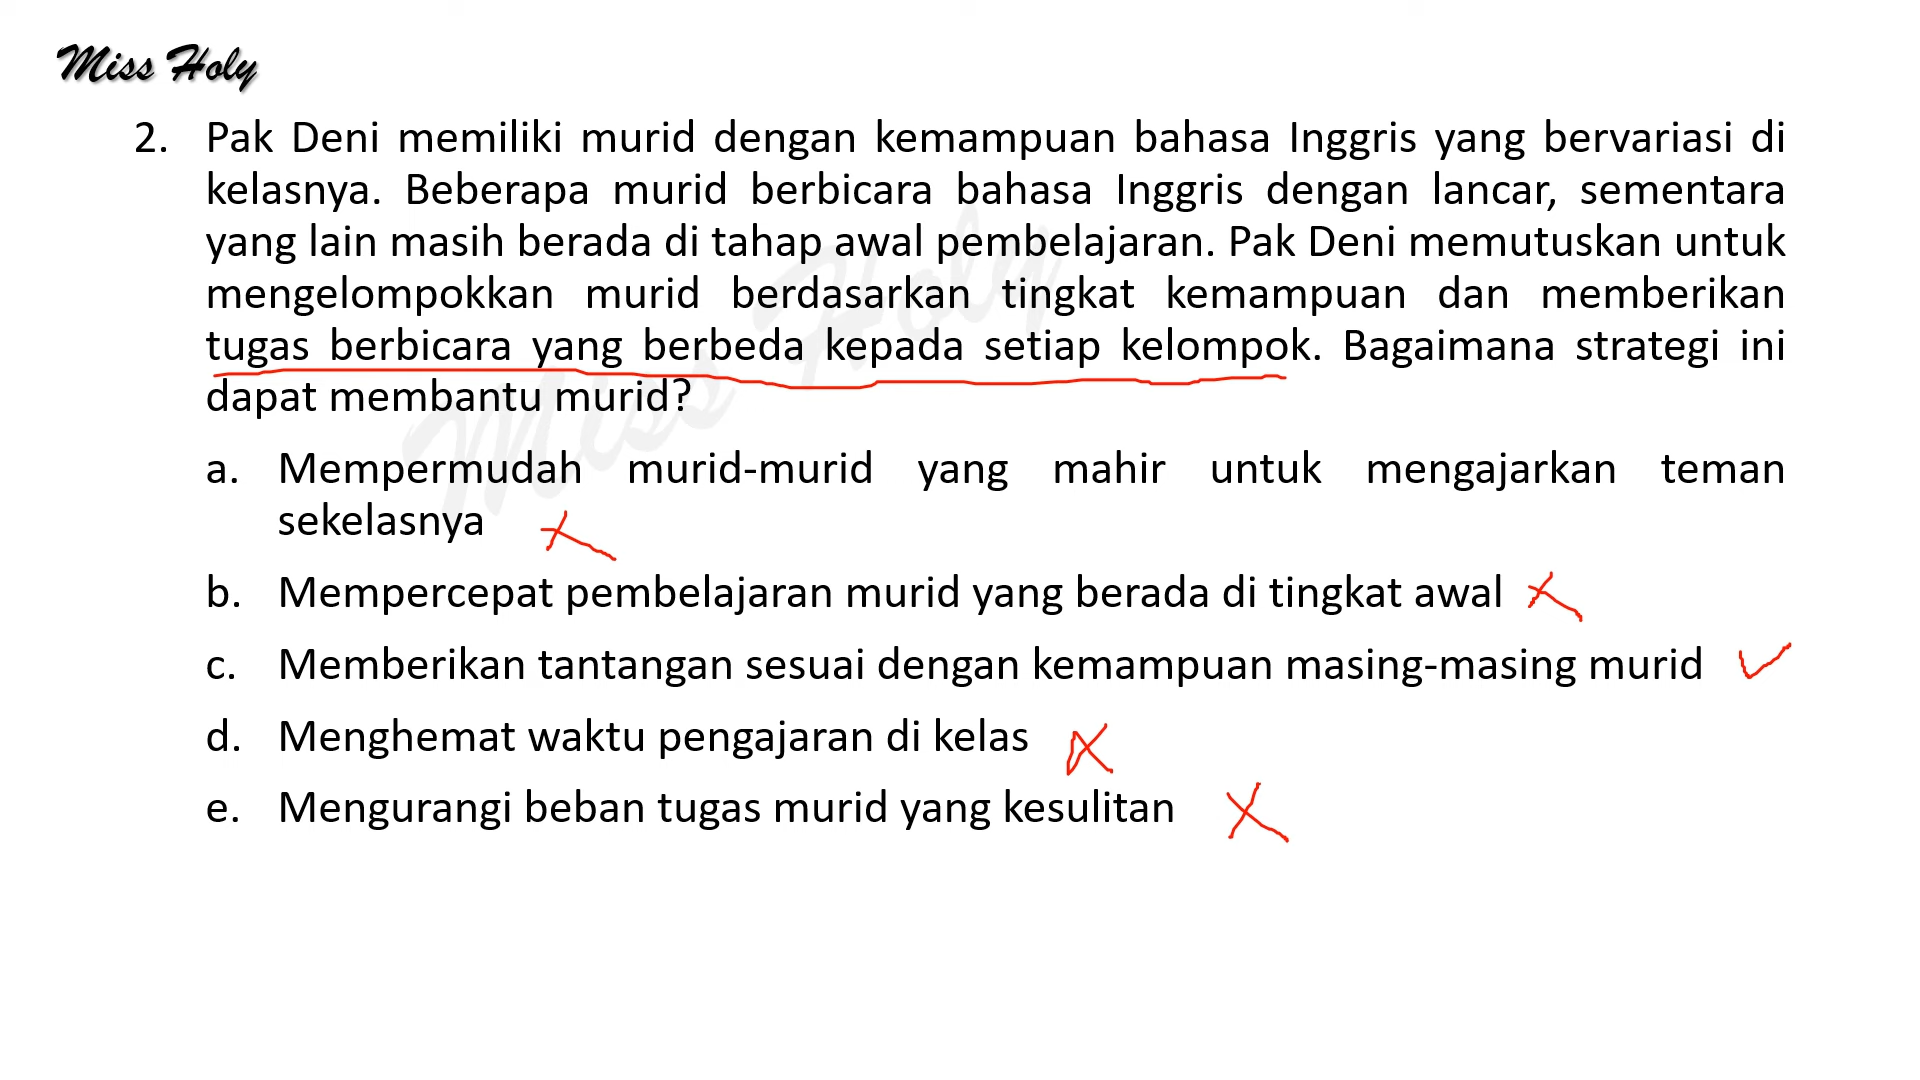 Miss Holy
2. Pak Deni memiliki murid dengan kemampuan bahasa Inggris yang bervariasi di
kelasnya. Beberapa murid berbicara bahasa Inggris dengan lancar, sementara
yang lain masih berada di tahap awal pembelajaran. Pak Deni memutuskan untuk
mengelompokkan murid berdasarkan tingkat kemampuan dan memberikan
tugas berbicara yang berbeda kepada setiap kelompok. Bagaimana strategi ini
dapat membantu murid?
a. Mempermudah murid-murid yang mahir untuk mengajarkan teman
sekelasnya
b. Mempercepat pembelajaran murid yang berada di tingkat awal
c. Memberikan tantangan sesuai dengan kemampuan masing-masing murid
d. Menghemat waktu pengajaran di kelas
e. Mengurangi beban tugas murid yang kesulitan
Miss Holy